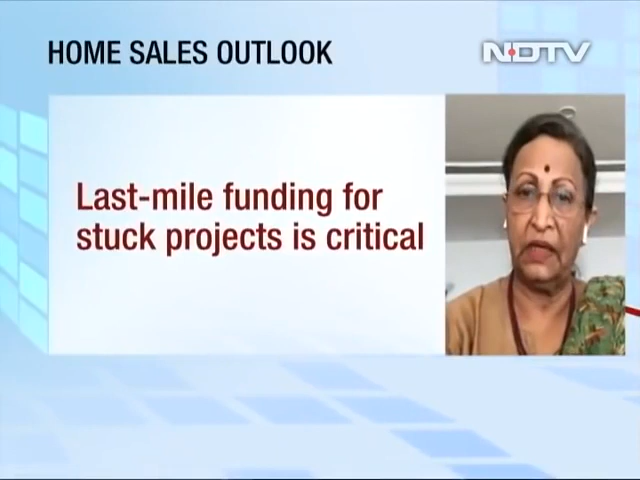 HOME SALES OUTLOOK
NDTV
Last-mile funding for
stuck projects is critical